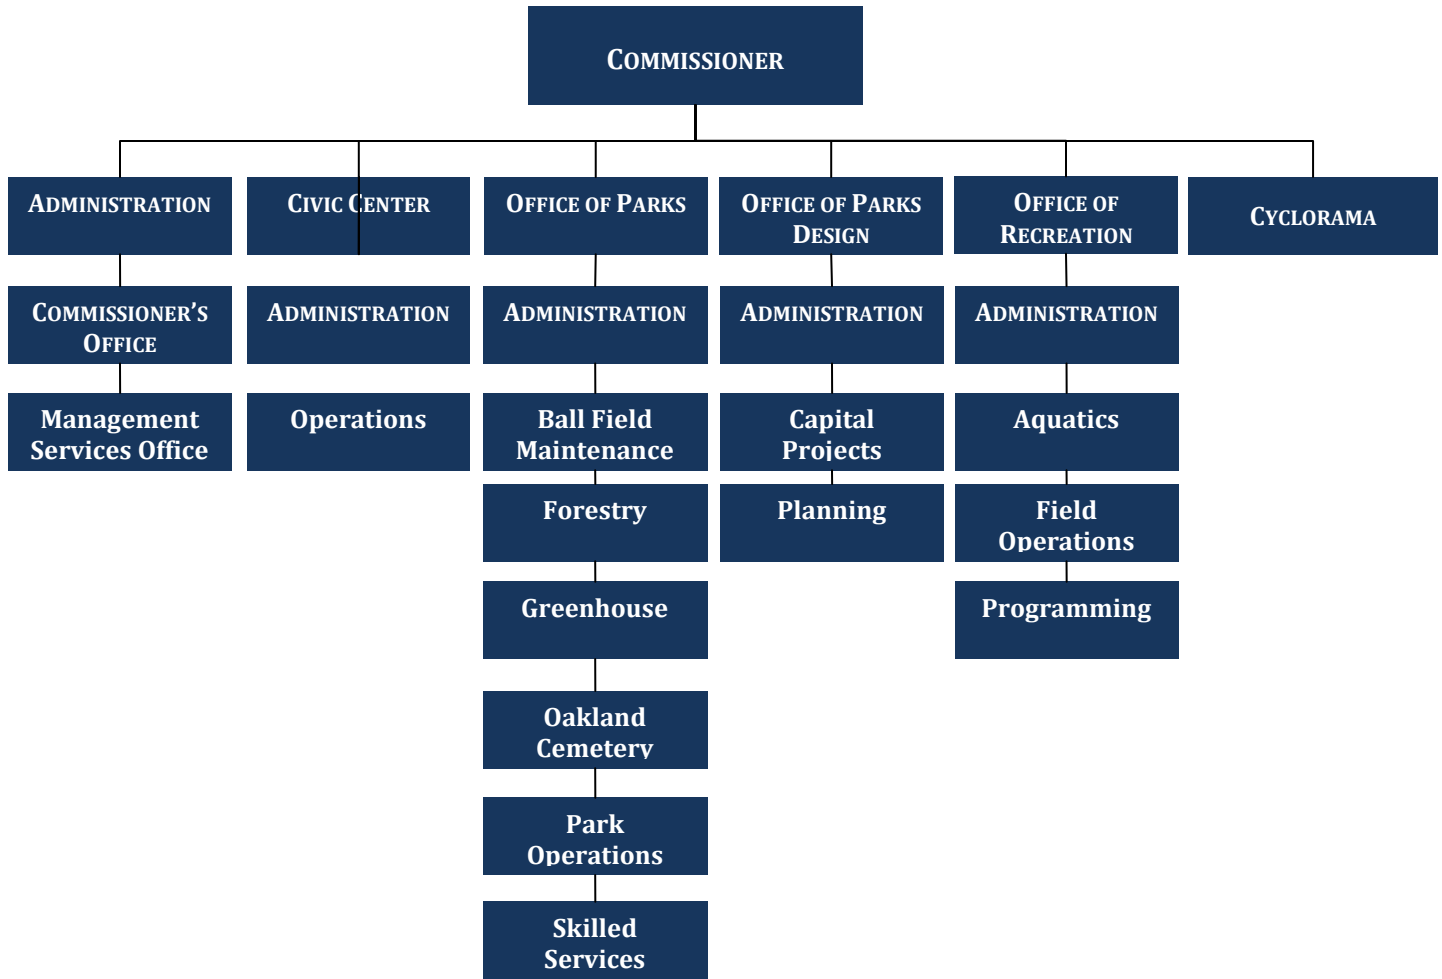 COMMISSIONER
ADMINISTRATION
CIVIC CENTER
OFFICE OF PARKS
OFFICE OF PARKS
DESIGN
OFFICE OF
RECREATION
CYCLORAMA
COMMISSIONER'S
OFFICE
ADMINISTRATION
ADMINISTRATION
ADMINISTRATION
ADMINISTRATION
Management
Services Office
Operations
Ball Field
Maintenance
Capital
Projects
Aquatics
Forestry
Planning
Field
Operations
Greenhouse
Programming
Oakland
Cemetery
Park
Operations
Skilled
Services